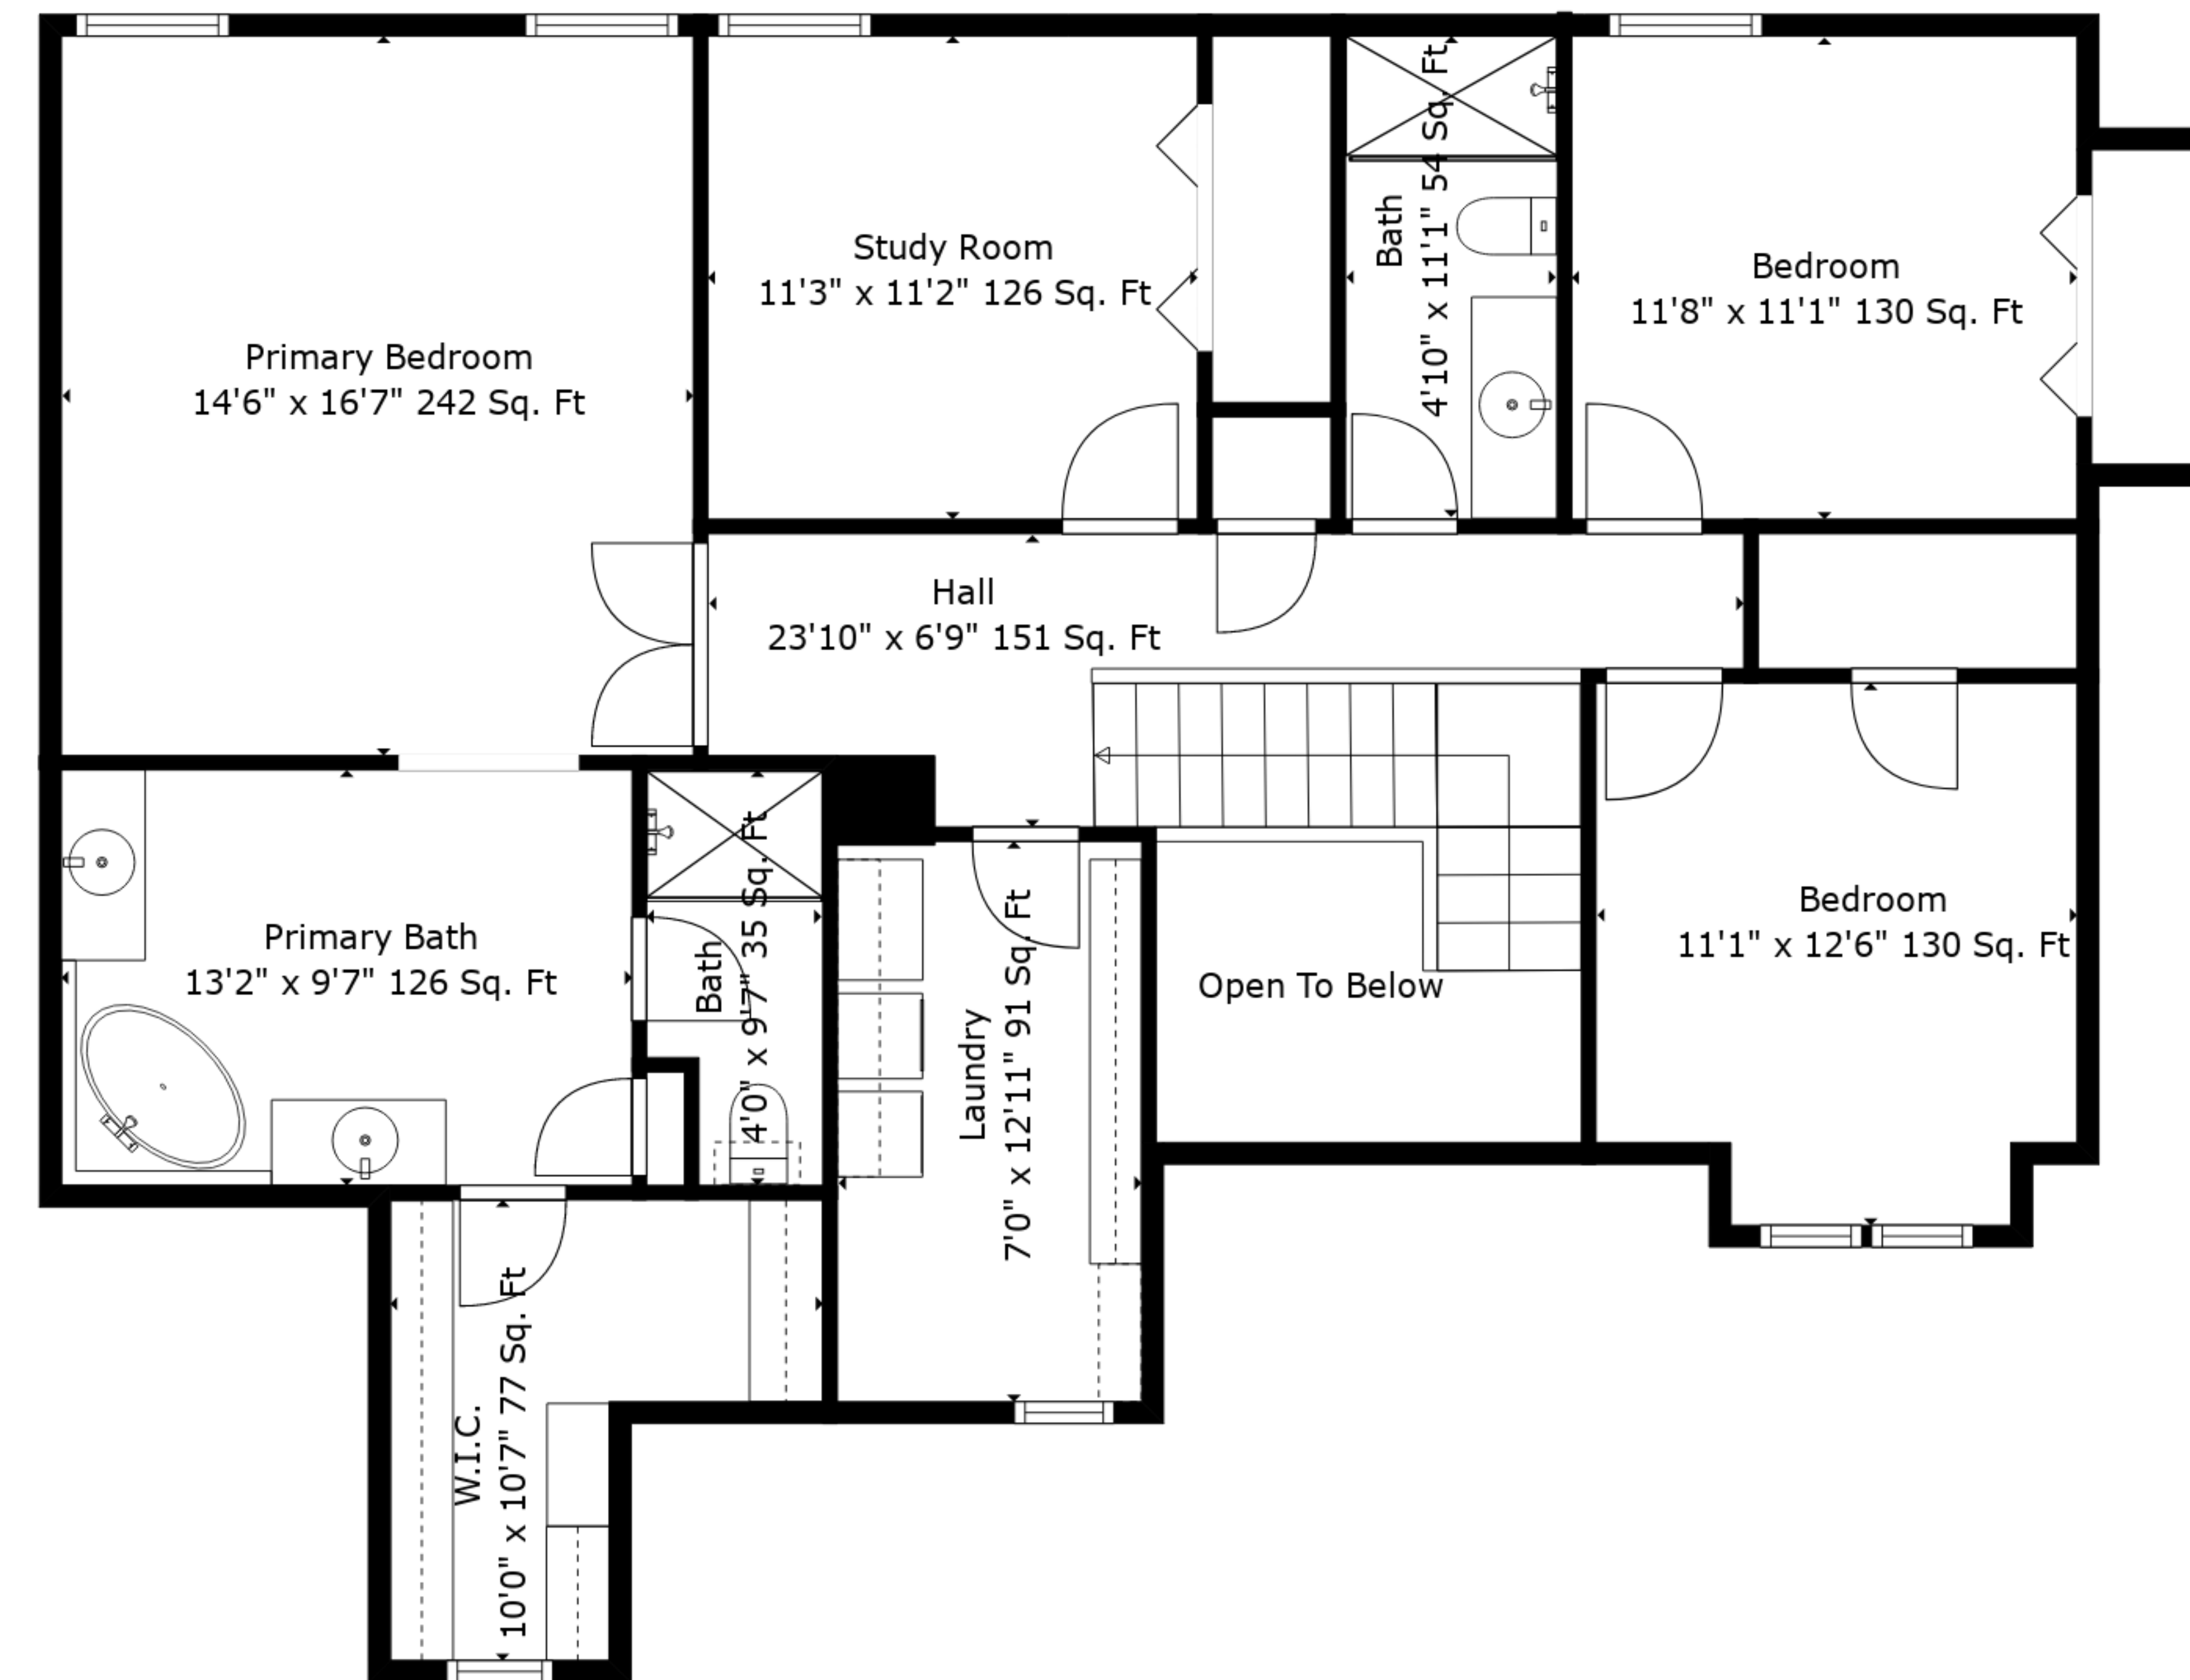 Study Room
11'3" x 11'2" 126 Sq. Ft
Bath
4'10" x 11'1" 54 Sq. Ft
Bedroom
11'8" x 11'1" 130 Sq. Ft
Primary Bedroom
14'6" x 16'7" 242 Sq. Ft
Hall
23'10" x 6'9" 151 Sq. Ft
Primary Bath
13'2" x 9'7" 126 Sq. Ft
Bath
4'0" x 9'7" 35 Sq. Ft
Laundry
7'0" x 12'11" 91 Sq. Ft
Open To Below
Bedroom
11'1" x 12'6" 130 Sq. Ft
W.I.C.
10'0" x 10'7" 77 Sq. Ft